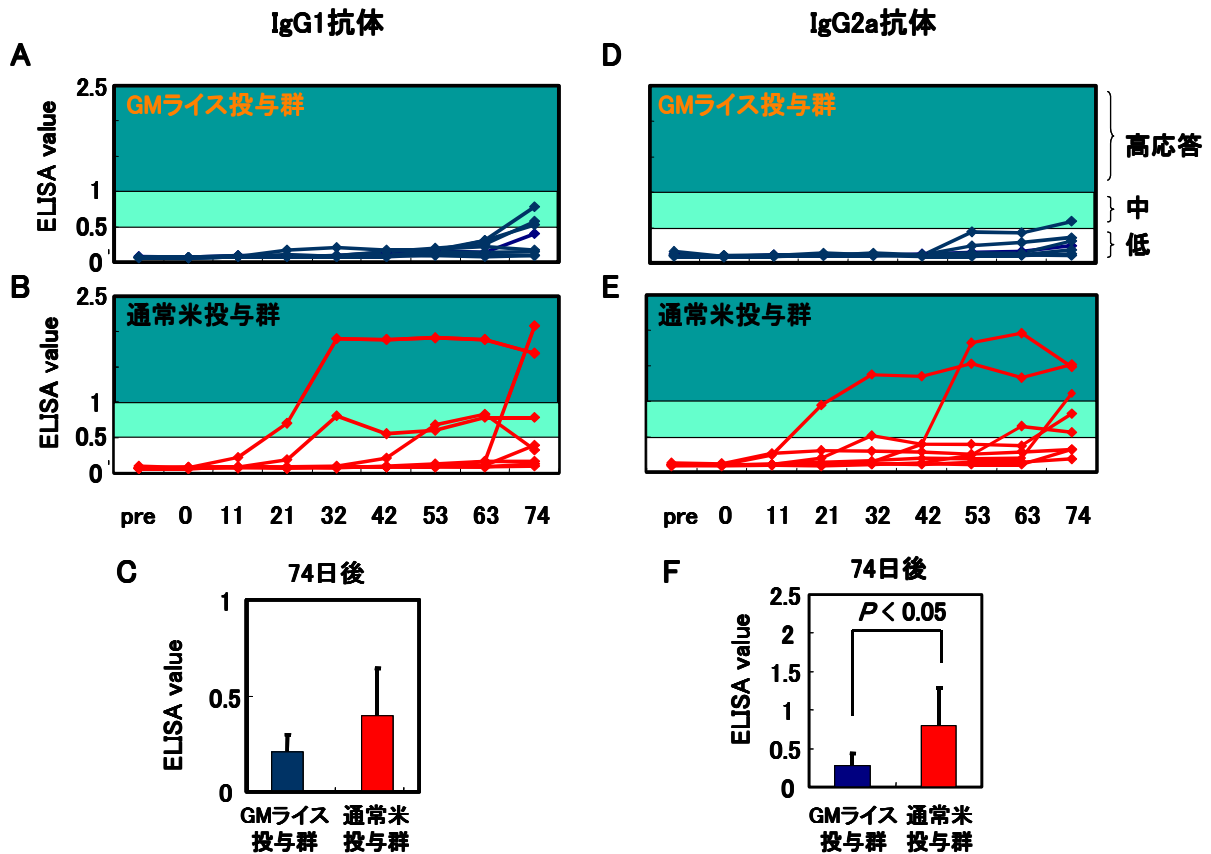 IgG1抗体
IgG2a抗体
A
ELISA value
2.5
1
0.5
0
GMライス投与群
D
GMライス投与群
高応答
中
低
B
ELISA value
2.5
1
0.5
0
通常米投与群
E
通常米投与群
pre 0 11 21 32 42 53 63 74
pre 0 11 21 32 42 53 63 74
C
74日後
ELISA value
1
0.5
0
GMライス
投与群
通常米
投与群
F
74日後
ELISA value
2.5
2
1.5
1
0.5
0
P < 0.05
GMライス
投与群
通常米
投与群